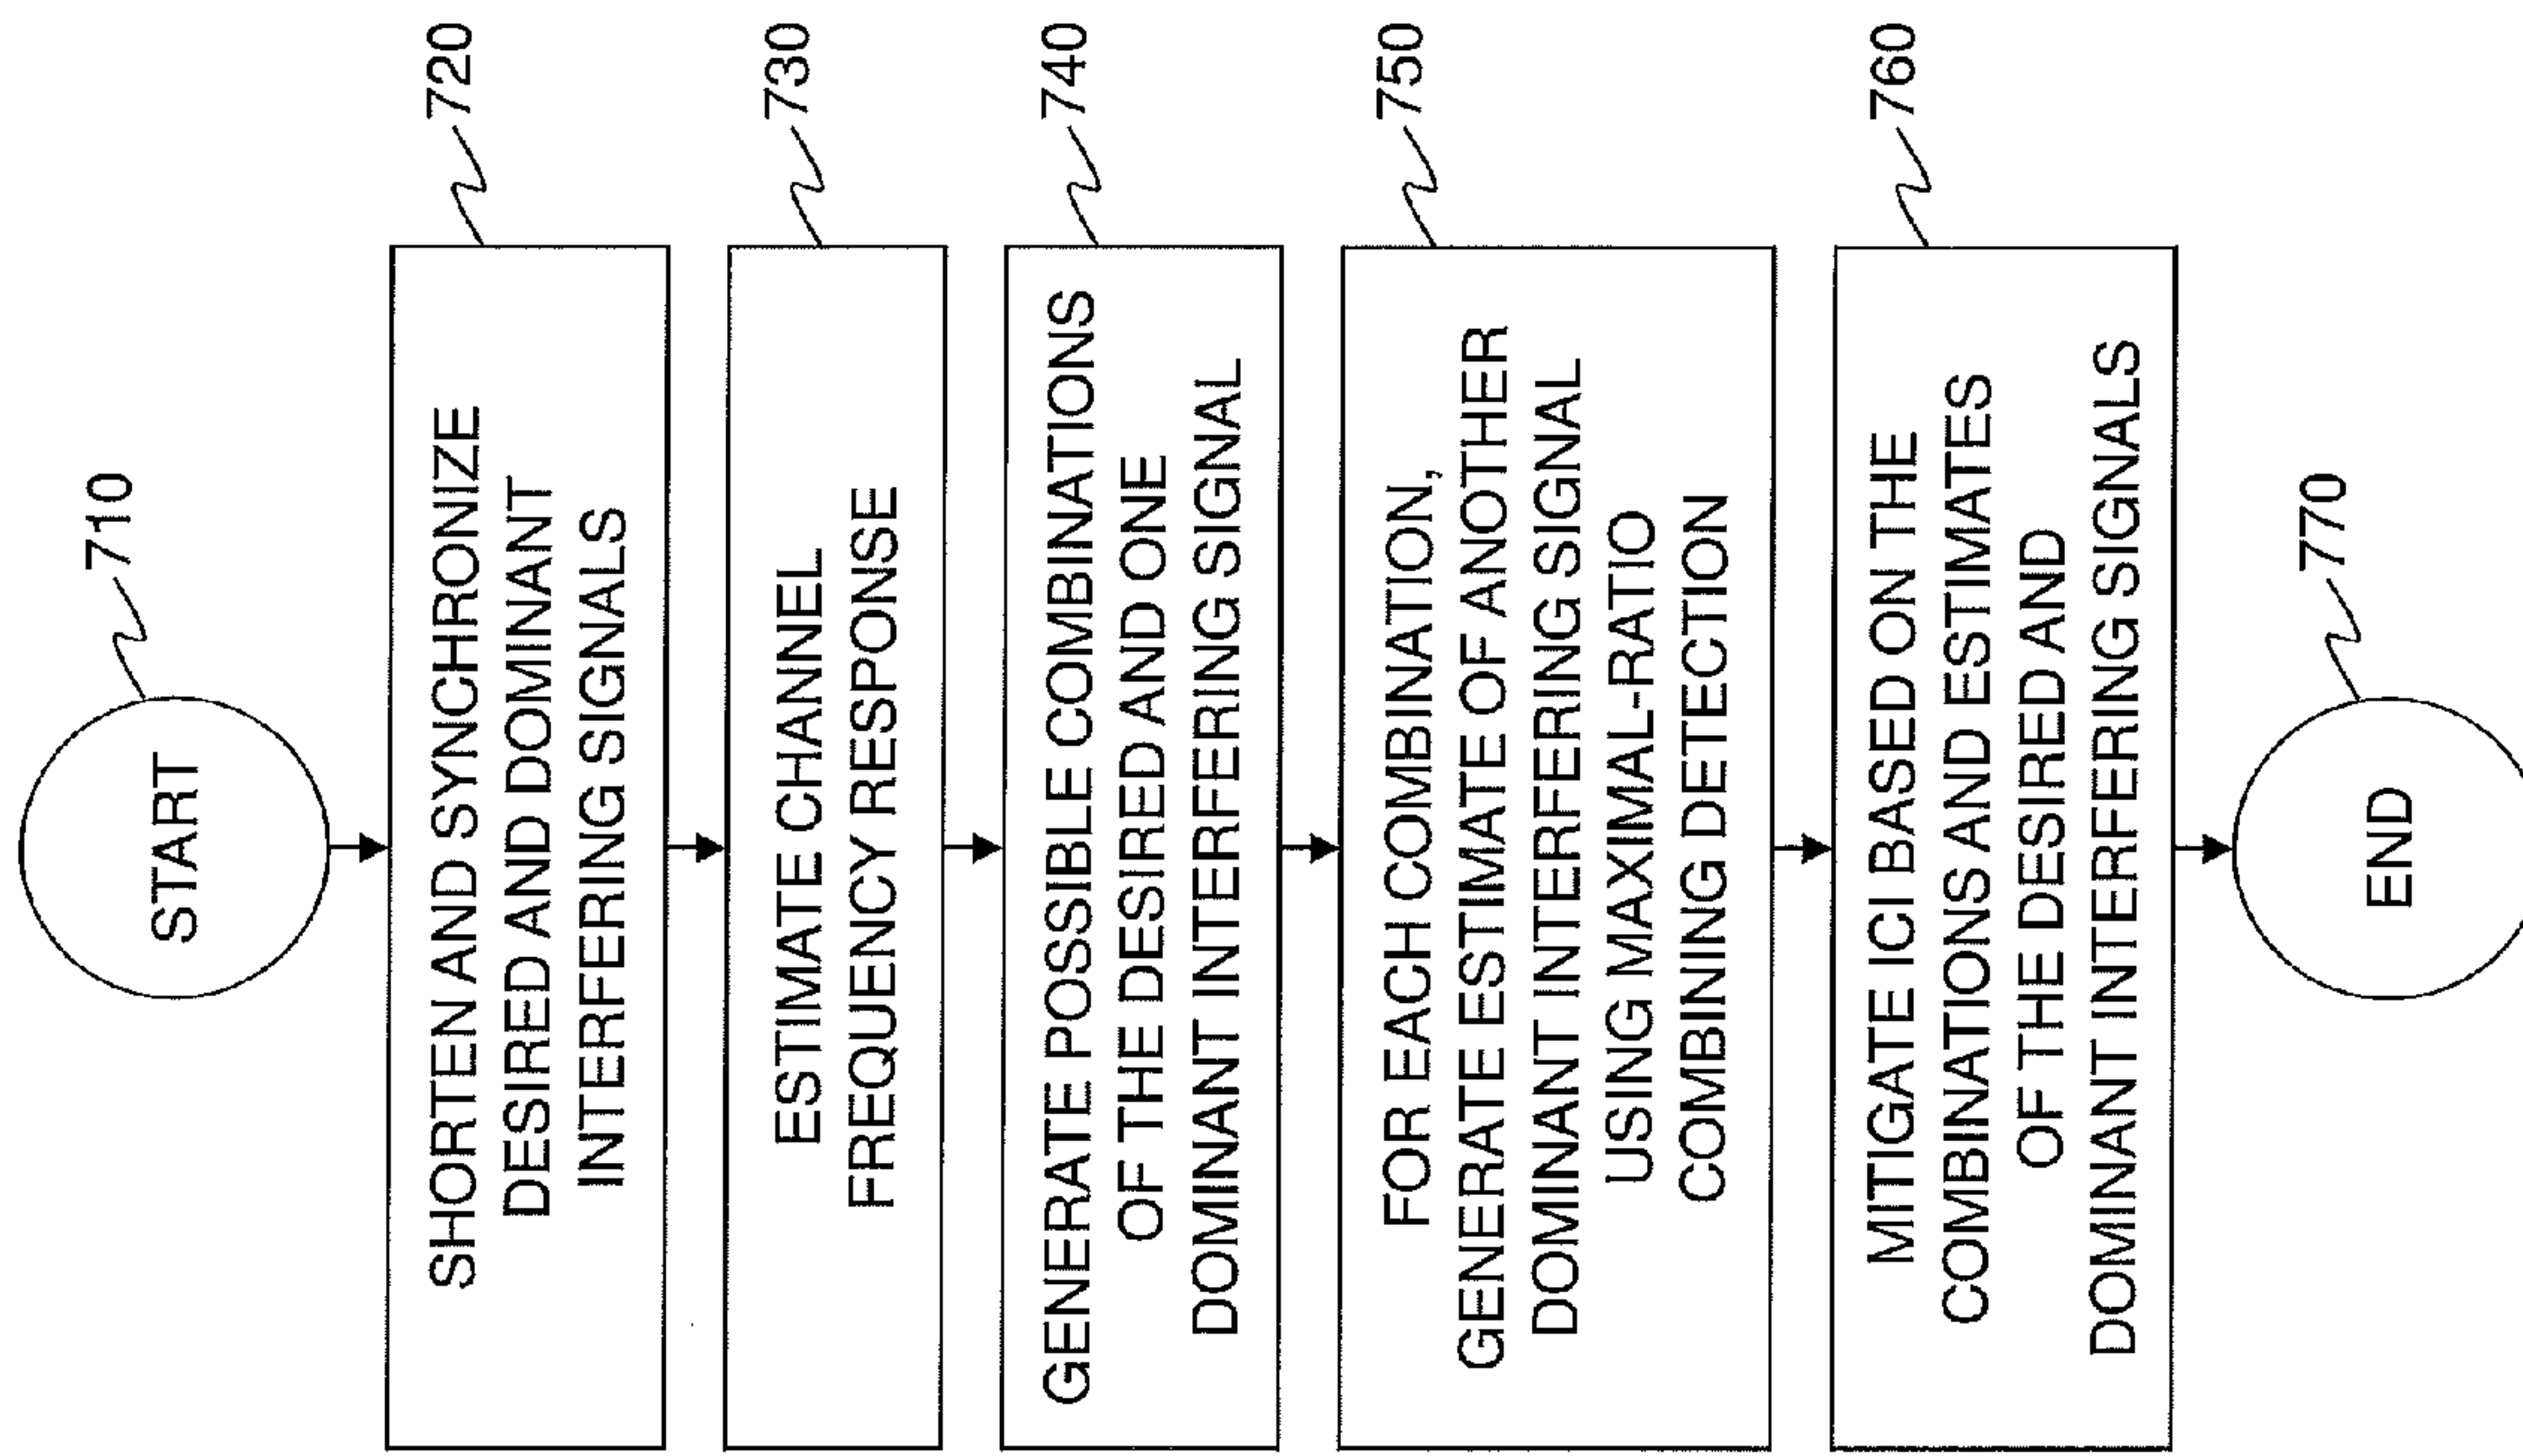 START
710
SHORTEN AND SYNCHRONIZE
DESIRED AND DOMINANT
INTERFERING SIGNALS
720
ESTIMATE CHANNEL
FREQUENCY RESPONSE
730
GENERATE POSSIBLE COMBINATIONS
OF THE DESIRED AND ONE
DOMINANT INTERFERING SIGNAL
740
FOR EACH COMBINATION,
GENERATE ESTIMATE OF ANOTHER
DOMINANT INTERFERING SIGNAL
USING MAXIMAL-RATIO
COMBINING DETECTION
750
MITIGATE ICI BASED ON THE
COMBINATIONS AND ESTIMATES
OF THE DESIRED AND
DOMINANT INTERFERING SIGNALS
760
END
770